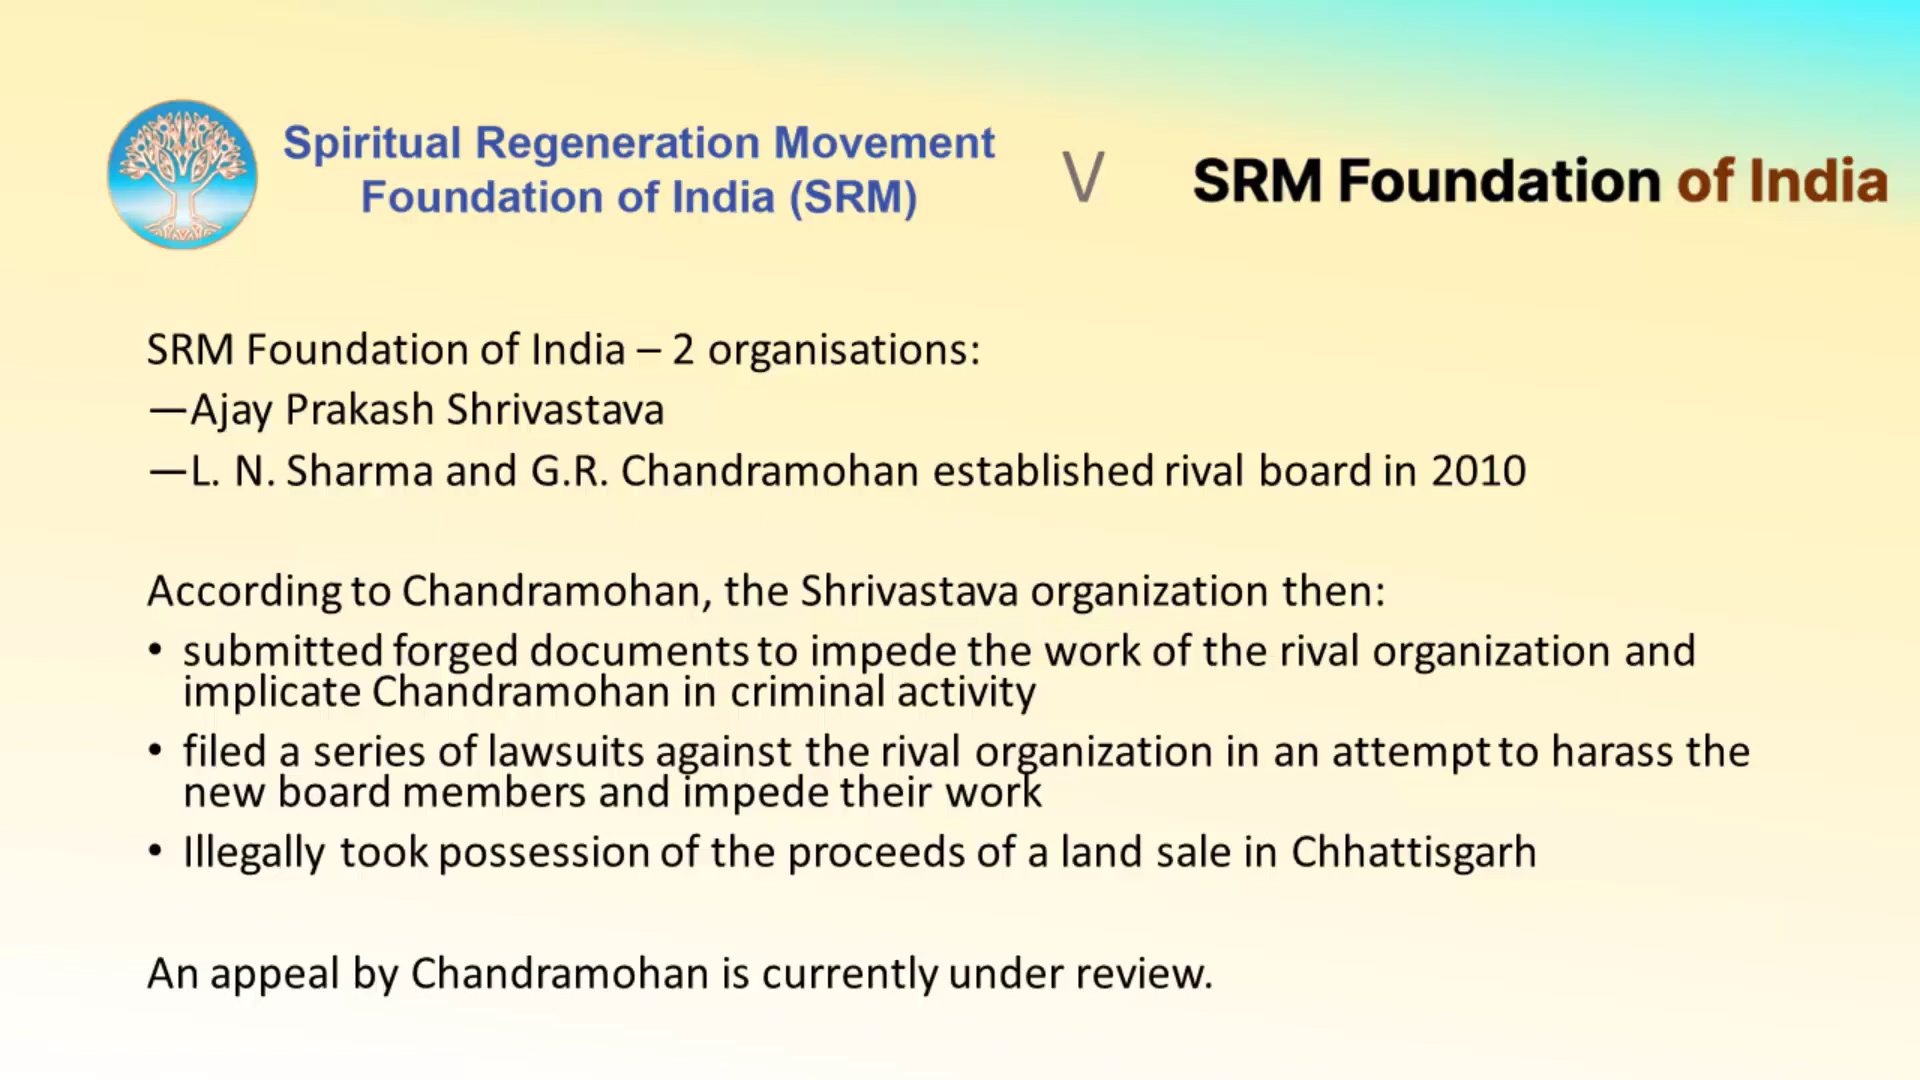 Spiritual Regeneration Movement
Foundation of India (SRM)
V
SRM Foundation of India
SRM Foundation of India – 2 organisations:
—Ajay Prakash Shrivastava
—L. N. Sharma and G.R. Chandramohan established rival board in 2010
According to Chandramohan, the Shrivastava organization then:
• submitted forged documents to impede the work of the rival organization and
implicate Chandramohan in criminal activity
• filed a series of lawsuits against the rival organization in an attempt to harass the
new board members and impede their work
• Illegally took possession of the proceeds of a land sale in Chhattisgarh
An appeal by Chandramohan is currently under review.